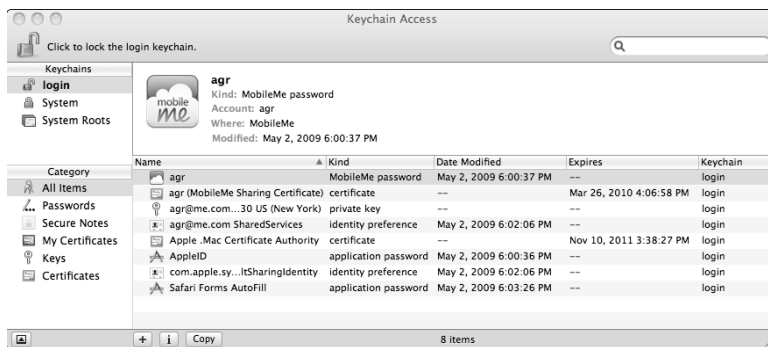 Keychain Access
Click to lock the login keychain.
Keychains
login
System
System Roots
mobile
me
agr
Kind: MobileMe password
Account: agr
Where: MobileMe
Modified: May 2, 2009 6:00:37 PM
Category
All Items
Passwords
Secure Notes
My Certificates
Keys
Certificates
Name Kind Date Modified Expires Keychain
agr MobileMe password May 2, 2009 6:00:37 PM -- login
agr (MobileMe Sharing Certificate) certificate -- Mar 26, 2010 4:06:58 PM login
agr@me.com...30 US (New York) private key -- -- login
agr@me.com SharedServices identity preference May 2, 2009 6:02:06 PM -- login
Apple .Mac Certificate Authority certificate -- Nov 10, 2011 3:38:27 PM login
AppleID application password May 2, 2009 6:00:36 PM -- login
com.apple.sy...ltSharingIdentity identity preference May 2, 2009 6:02:06 PM -- login
Safari Forms AutoFill application password May 2, 2009 6:03:26 PM -- login
+ i Copy 8 items